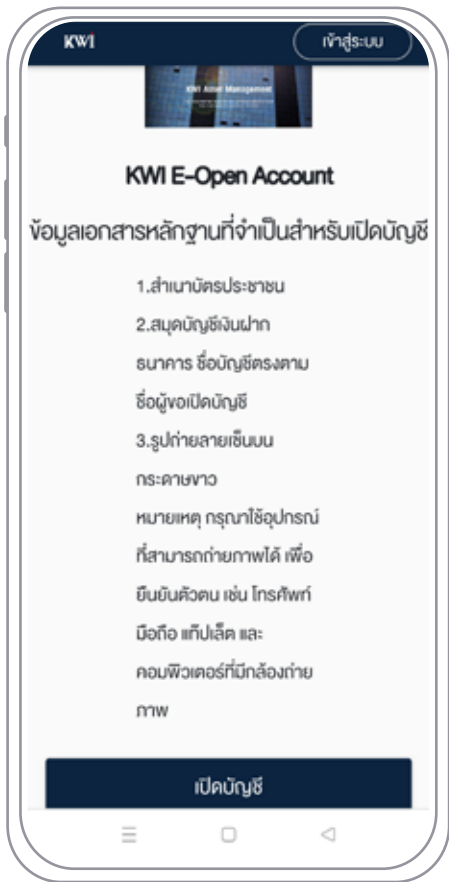 KWI
เข้าสู่ระบบ
KWI Asset Management
KWI E-Open Account
ข้อมูลเอกสารหลักฐานที่จำเป็นสำหรับเปิดบัญชี
1.สำเนาบัตรประชาชน
2.สมุดบัญชีเงินฝาก
ธนาคาร ชื่อบัญชีตรงตาม
ชื่อผู้ขอเปิดบัญชี
3.รูปถ่ายลายเซ็นบน
กระดาษขาว
หมายเหตุ กรุณาใช้อุปกรณ์
ที่สามารถถ่ายภาพได้ เพื่อ
ยืนยันตัวตน เช่น โทรศัพท์
มือถือ แท็ปเล็ต และ
คอมพิวเตอร์ที่มีกล้องถ่าย
ภาพ
เปิดบัญชี